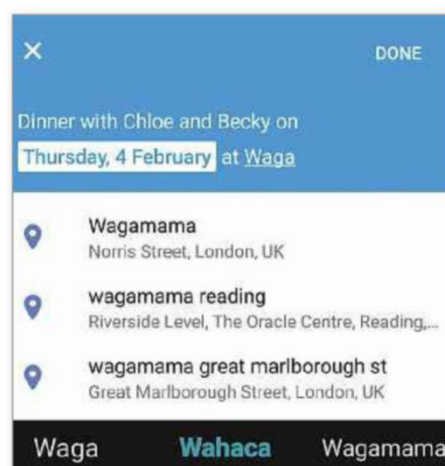 ✕ DONE
Dinner with Chloe and Becky on
Thursday, 4 February at Waga
Wagamama
Norris Street, London, UK
wagamama reading
Riverside Level, The Oracle Centre, Reading,...
wagamama great marlborough st
Great Marlborough Street, London, UK
Waga Wahaca Wagamama